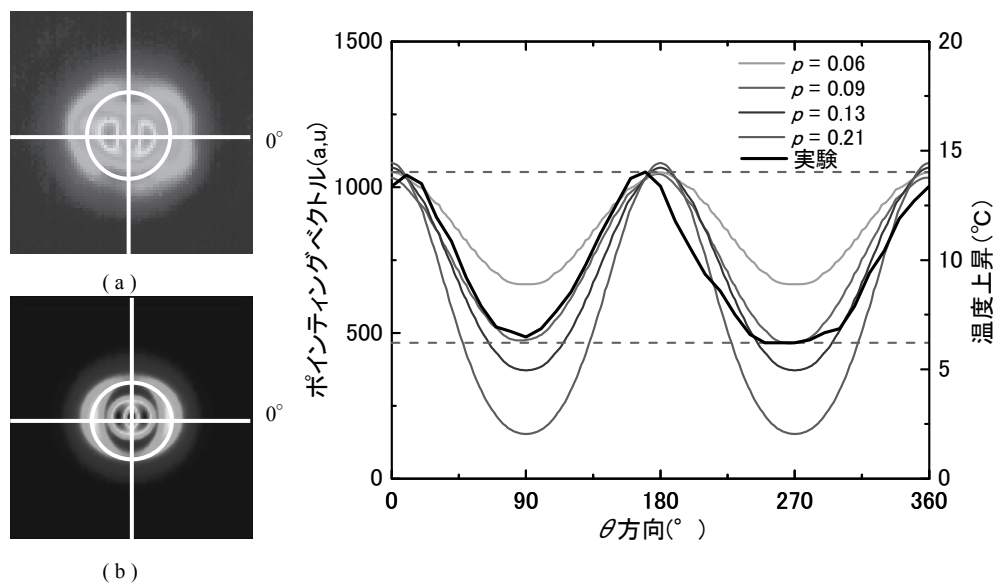 0°
( a )
0°
( b )
1500
1000
500
0
ポインティングベクトル(a,u)
p = 0.06
p = 0.09
p = 0.13
p = 0.21
実験
20
15
10
5
0
温度上昇(℃)
0 90 180 270 360
θ方向(°)